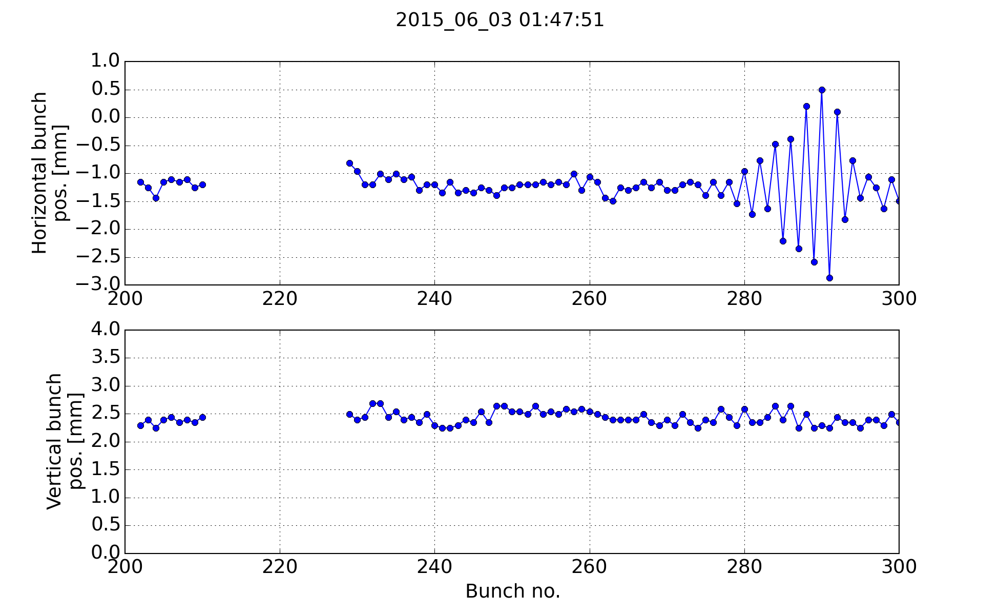 2015_06_03 01:47:51
Horizontal bunch
pos. [mm]
1.0
0.5
0.0
−0.5
−1.0
−1.5
−2.0
−2.5
−3.0
200 220 240 260 280 300
Vertical bunch
pos. [mm]
4.0
3.5
3.0
2.5
2.0
1.5
1.0
0.5
0.0
200 220 240 260 280 300
Bunch no.